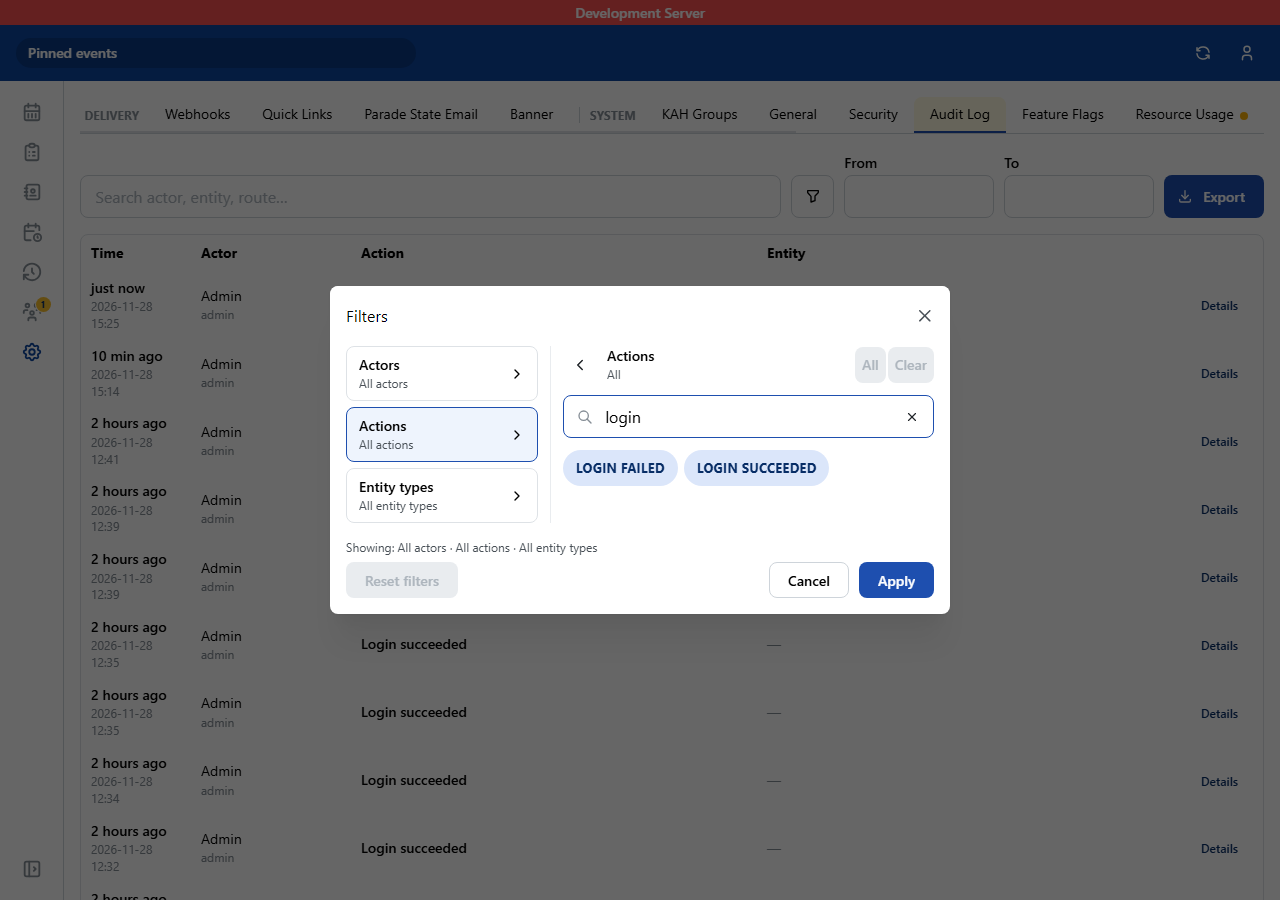 Development Server
Pinned events
DELIVERY Webhooks Quick Links Parade State Email Banner SYSTEM KAH Groups General Security Audit Log Feature Flags Resource Usage
From To
Search actor, entity, route... Export
Time Actor Action Entity
just now
2026-11-28
15:25
Admin
admin
Details
10 min ago
2026-11-28
15:14
Admin
admin
Details
2 hours ago
2026-11-28
12:41
Admin
admin
Details
2 hours ago
2026-11-28
12:39
Admin
admin
Details
2 hours ago
2026-11-28
12:39
Admin
admin
Details
2 hours ago
2026-11-28
12:35
Admin
admin
Login succeeded
—
Details
2 hours ago
2026-11-28
12:35
Admin
admin
Login succeeded
—
Details
2 hours ago
2026-11-28
12:34
Admin
admin
Login succeeded
—
Details
2 hours ago
2026-11-28
12:32
Admin
admin
Login succeeded
—
Details
2 hours ago
1
Filters
Actors
All actors
Actions
All actions
Entity types
All entity types
Actions
All
All Clear
login
LOGIN FAILED LOGIN SUCCEEDED
Showing: All actors · All actions · All entity types
Reset filters Cancel Apply